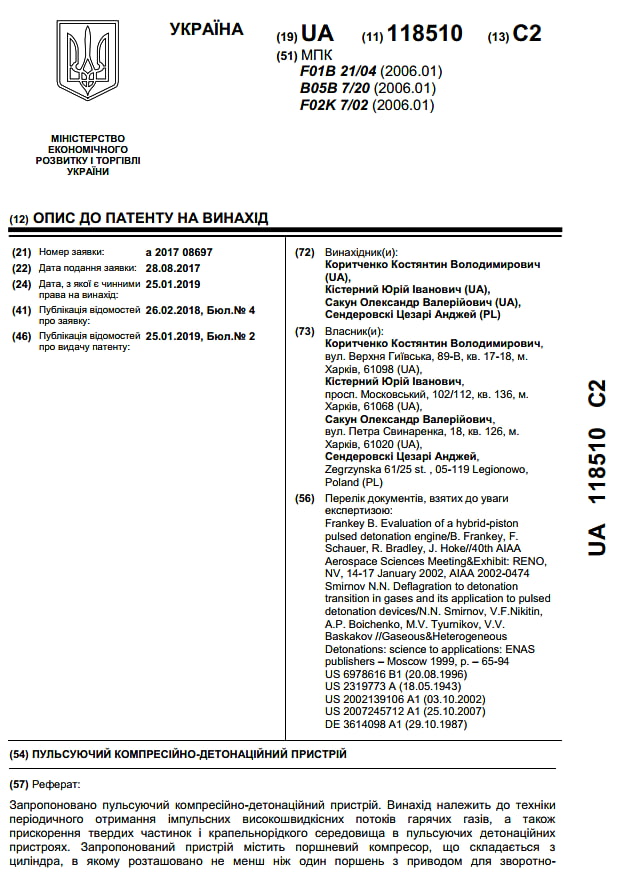 УКРАЇНА
(19) UA (11) 118510 (13) C2
(51) МПК
F01B 21/04 (2006.01)
B05B 7/20 (2006.01)
F02K 7/02 (2006.01)
МІНІСТЕРСТВО
ЕКОНОМІЧНОГО
РОЗВИТКУ І ТОРГІВЛІ
УКРАЇНИ
(12) ОПИС ДО ПАТЕНТУ НА ВИНАХІД
(21) Номер заявки: а 2017 08697
(22) Дата подання заявки: 28.08.2017
(24) Дата, з якої є чинними 25.01.2019
права на винахід:
(41) Публікація відомостей 26.02.2018, Бюл.№ 4
про заявку:
(46) Публікація відомостей 25.01.2019, Бюл.№ 2
про видачу патенту:
(72) Винахідник(и):
Коритченко Костянтин Володимирович
(UA),
Кістерний Юрій Іванович (UA),
Сакун Олександр Валерійович (UA),
Сендеровскі Цезарі Анджей (PL)
(73) Власник(и):
Коритченко Костянтин Володимирович,
вул. Верхня Гиївська, 89-В, кв. 17-18, м.
Харків, 61098 (UA),
Кістерний Юрій Іванович,
просп. Московський, 102/112, кв. 136, м.
Харків, 61068 (UA),
Сакун Олександр Валерійович,
вул. Петра Свинаренка, 18, кв. 126, м.
Харків, 61020 (UA),
Сендеровскі Цезарі Анджей,
Zegrzynska 61/25 st. , 05-119 Legionowo,
Poland (PL)
(56) Перелік документів, взятих до уваги
експертизою:
Frankey B. Evaluation of a hybrid-piston
pulsed detonation engine/B. Frankey, F.
Schauer, R. Bradley, J. Hoke//40th AIAA
Aerospace Sciences Meeting&Exhibit: RENO,
NV, 14-17 January 2002, AIAA 2002-0474
Smirnov N.N. Deflagration to detonation
transition in gases and its application to pulsed
detonation devices/N.N. Smirnov, V.F.Nikitin,
A.P. Boichenko, M.V. Tyurnikov, V.V.
Baskakov //Gaseous&Heterogeneous
Detonations: science to applications: ENAS
publishers – Moscow 1999, p. – 65-94
US 6978616 B1 (20.08.1996)
US 2319773 A (18.05.1943)
US 2002139106 A1 (03.10.2002)
US 2007245712 A1 (25.10.2007)
DE 3614098 A1 (29.10.1987)
UA 118510 C2
(54) ПУЛЬСУЮЧИЙ КОМПРЕСІЙНО-ДЕТОНАЦІЙНИЙ ПРИСТРІЙ
(57) Реферат:
Запропоновано пульсуючий компресійно-детонаційний пристрій. Винахід належить до техніки
періодичного отримання імпульсних високошвидкісних потоків гарячих газів, а також
прискорення твердих частинок і крапельнорідкого середовища в пульсуючих детонаційних
пристроях. Запропонований пристрій містить поршневий компресор, що складається з
циліндра, в якому розташовано не менш ніж один поршень з приводом для зворотно-